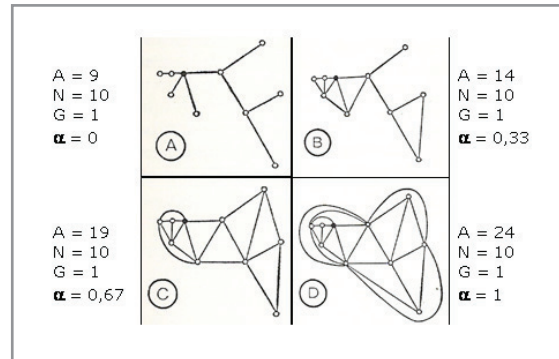 A = 9
N = 10
G = 1
α = 0
A
B
A = 14
N = 10
G = 1
α = 0,33
A = 19
N = 10
G = 1
α = 0,67
C
D
A = 24
N = 10
G = 1
α = 1